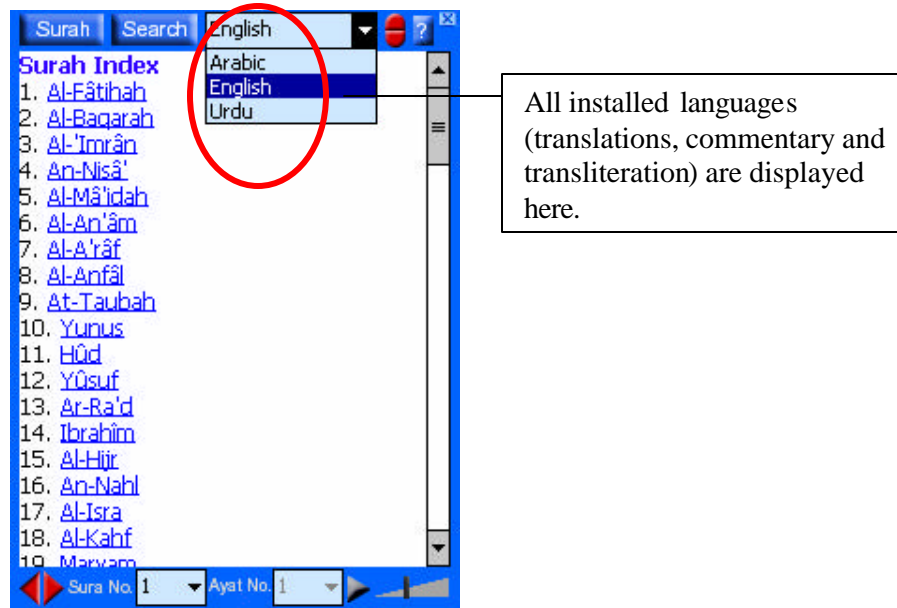 Surah Search English ?
Arabic
English
Urdu
Surah Index
1. Al-Fâtihah
2. Al-Baqarah
3. Al-'Imrân
4. An-Nisâ'
5. Al-Mâ'idah
6. Al-An'âm
7. Al-A'râf
8. Al-Anfâl
9. At-Taubah
10. Yunus
11. Hûd
12. Yûsuf
13. Ar-Ra'd
14. Ibrahîm
15. Al-Hijr
16. An-Nahl
17. Al-Isra
18. Al-Kahf
19. Maryam
Sura No. 1 Ayat No. 1
All installed languages
(translations, commentary and
transliteration) are displayed
here.